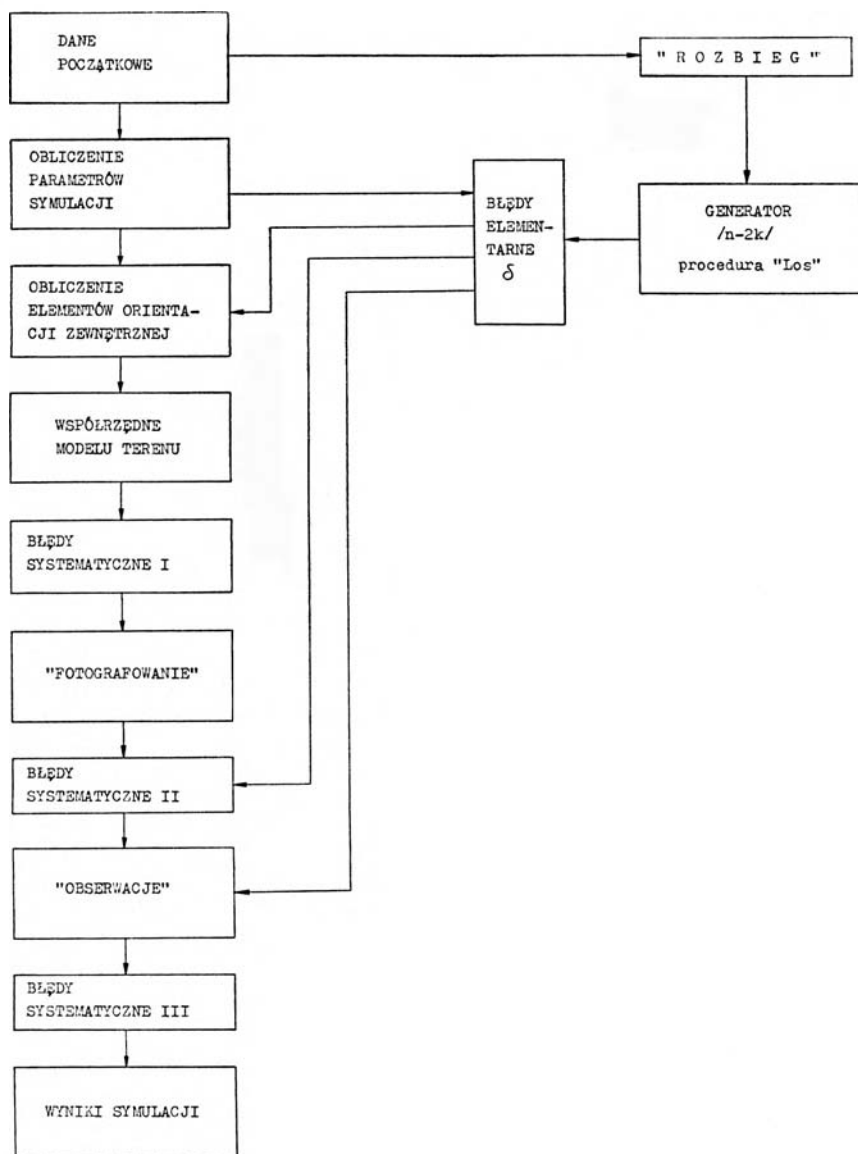 DANE
POCZĄTKOWE
"ROZBIEG"
OBLICZENIE
PARAMETRÓW
SYMULACJI
BŁĘDY
ELEMEN-
TARNE
δ
GENERATOR
/n-2k/
procedura "Los"
OBLICZENIE
ELEMENTÓW ORIENTA-
CJI ZEWNĘTRZNEJ
WSPÓŁRZĘDNE
MODELU TERENU
BŁĘDY
SYSTEMATYCZNE I
"FOTOGRAFOWANIE"
BŁĘDY
SYSTEMATYCZNE II
"OBSERWACJE"
BŁĘDY
SYSTEMATYCZNE III
WYNIKI SYMULACJI